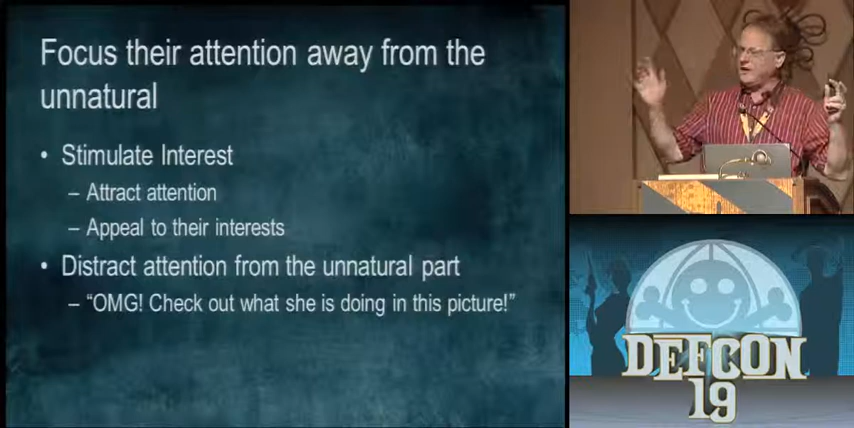 Focus their attention away from the
unnatural
• Stimulate Interest
– Attract attention
– Appeal to their interests
• Distract attention from the unnatural part
– “OMG! Check out what she is doing in this picture!”
DEFCON
19